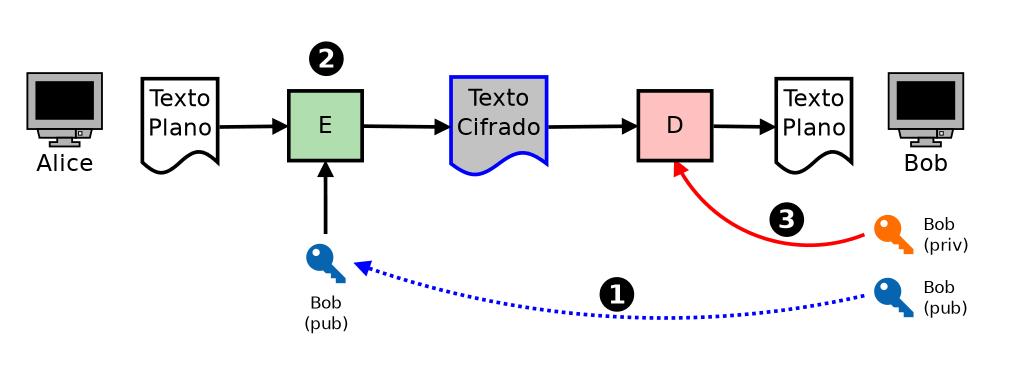 2
Texto
Plano
E
Texto
Cifrado
D
Texto
Plano
Alice
Bob
3
Bob
(priv)
1
Bob
(pub)
Bob
(pub)